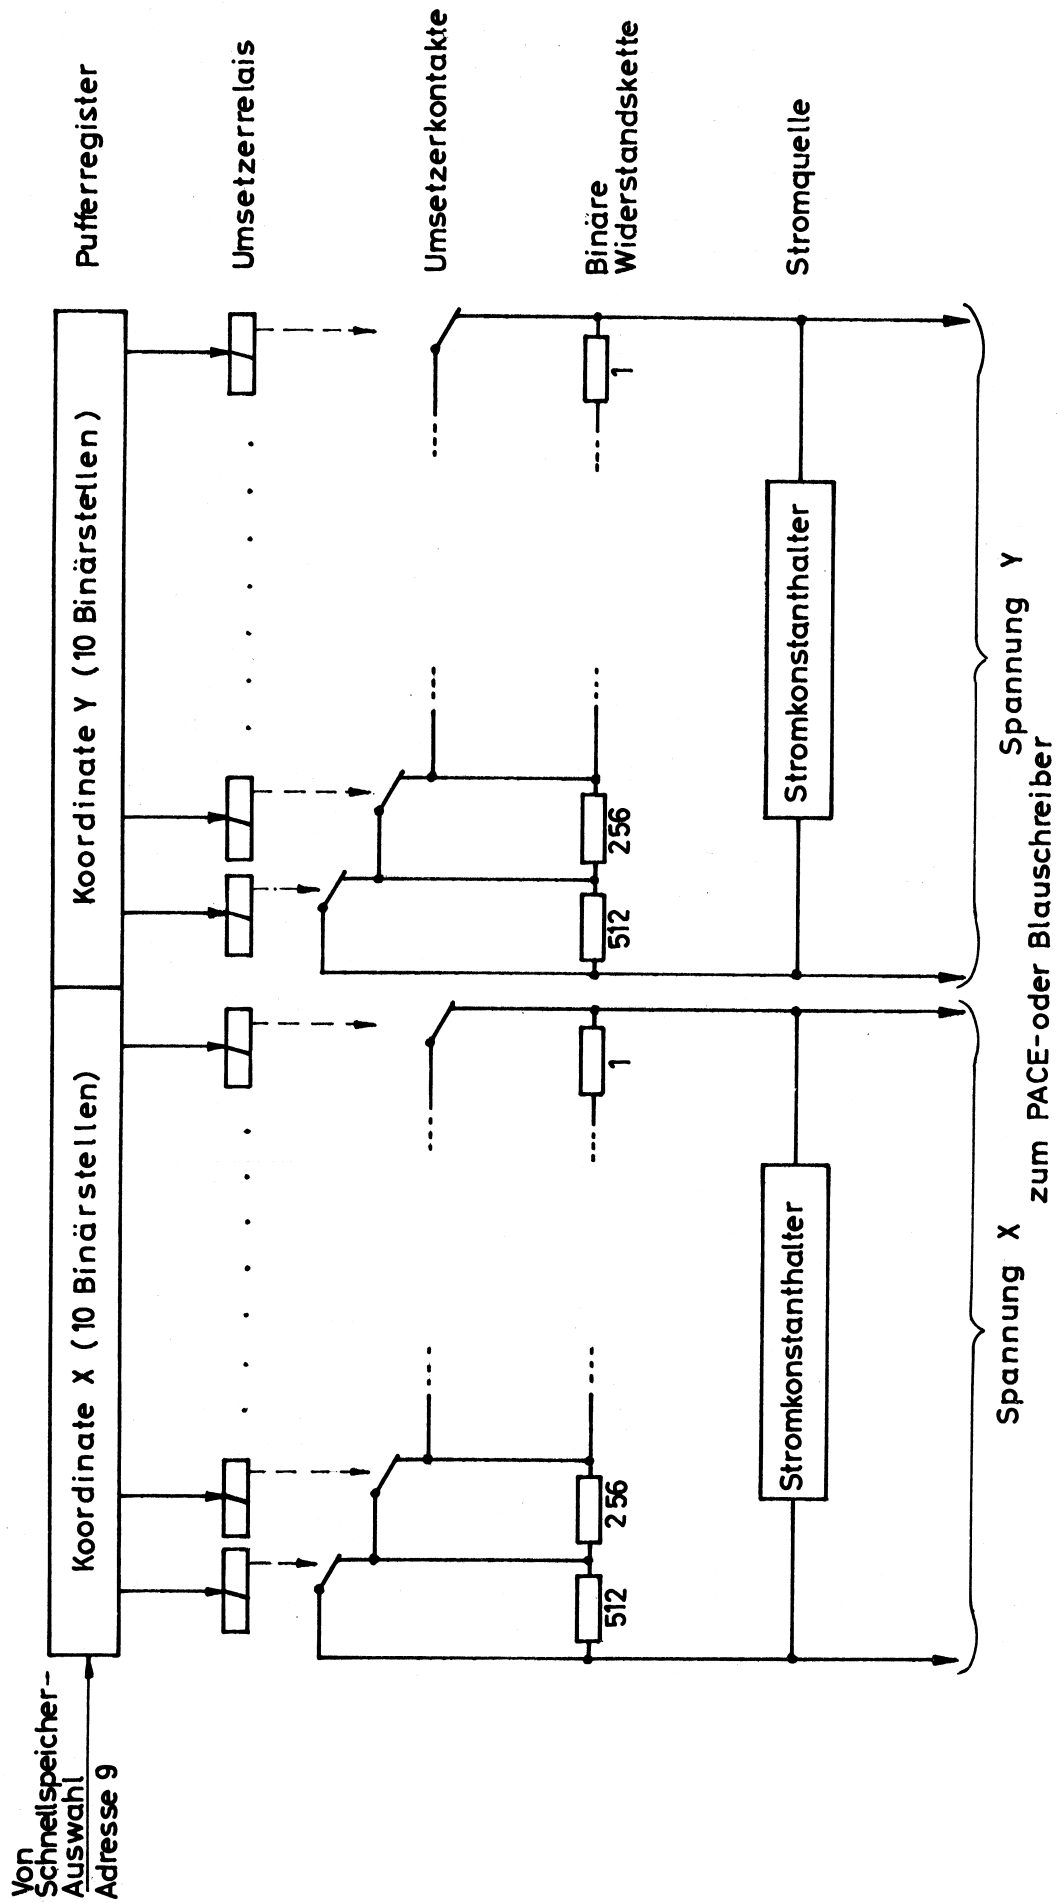 Von
Schnellspeicher-
Auswahl
Adresse 9
Koordinate X (10 Binärstellen)
Koordinate Y (10 Binärstellen)
Pufferregister
Umsetzerrelais
Umsetzerkontakte
512
256
1
512
256
1
Binäre
Widerstandskette
Stromkonstanthalter
Stromkonstanthalter
Stromquelle
Spannung X
Spannung Y
zum PACE-oder Blauschreiber